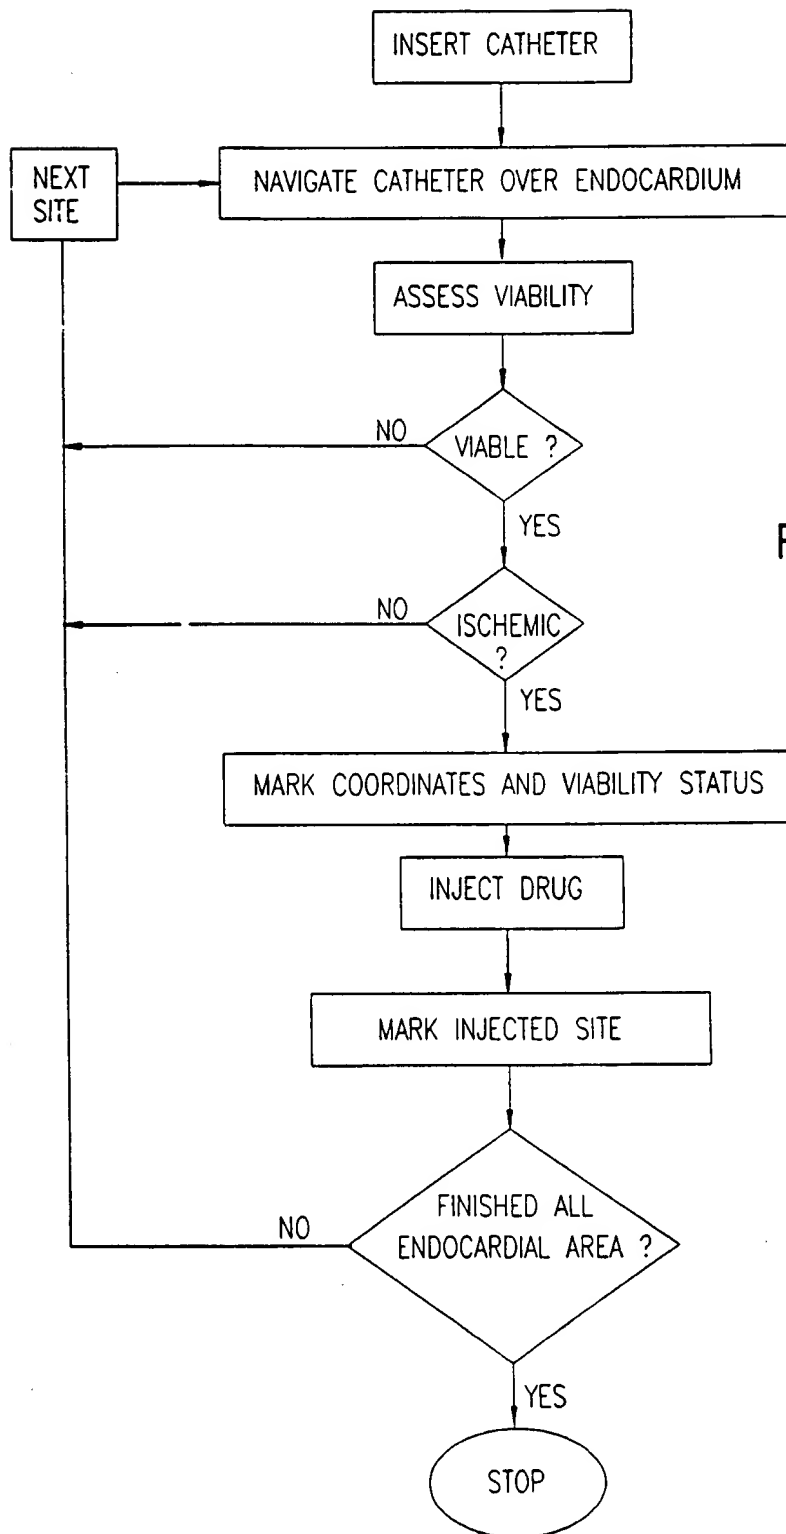 INSERT CATHETER
NEXT
SITE
NAVIGATE CATHETER OVER ENDOCARDIUM
ASSESS VIABILITY
NO
VIABLE ?
YES
NO
ISCHEMIC
?
YES
MARK COORDINATES AND VIABILITY STATUS
INJECT DRUG
MARK INJECTED SITE
NO
FINISHED ALL
ENDOCARDIAL AREA ?
YES
STOP